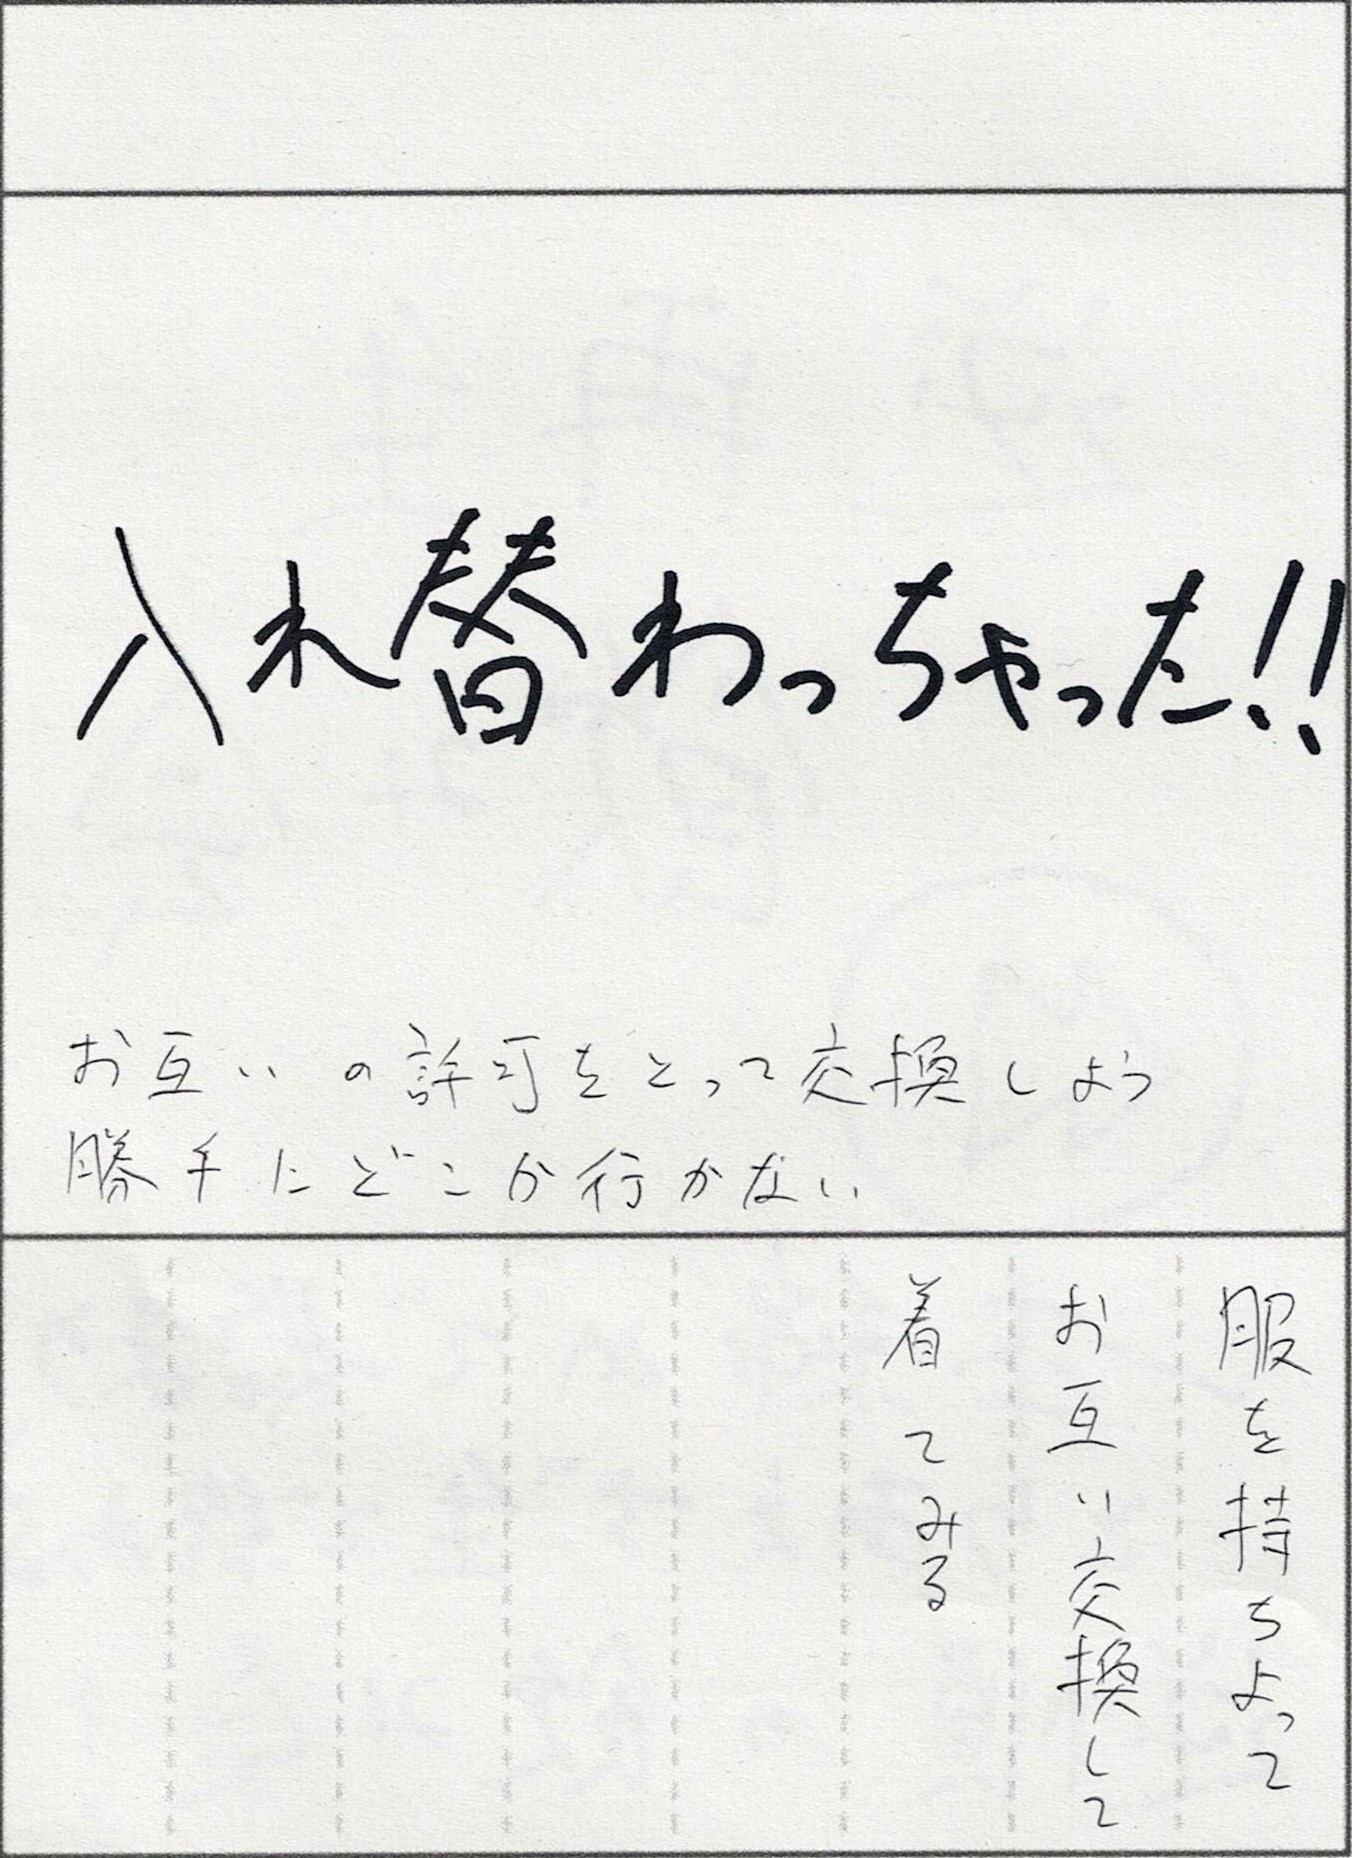 入れ替わっちゃった!!
お互いの許可をとって交換しよう
勝手にどこか行かない
服を持ちよって
お互い交換して
着てみる